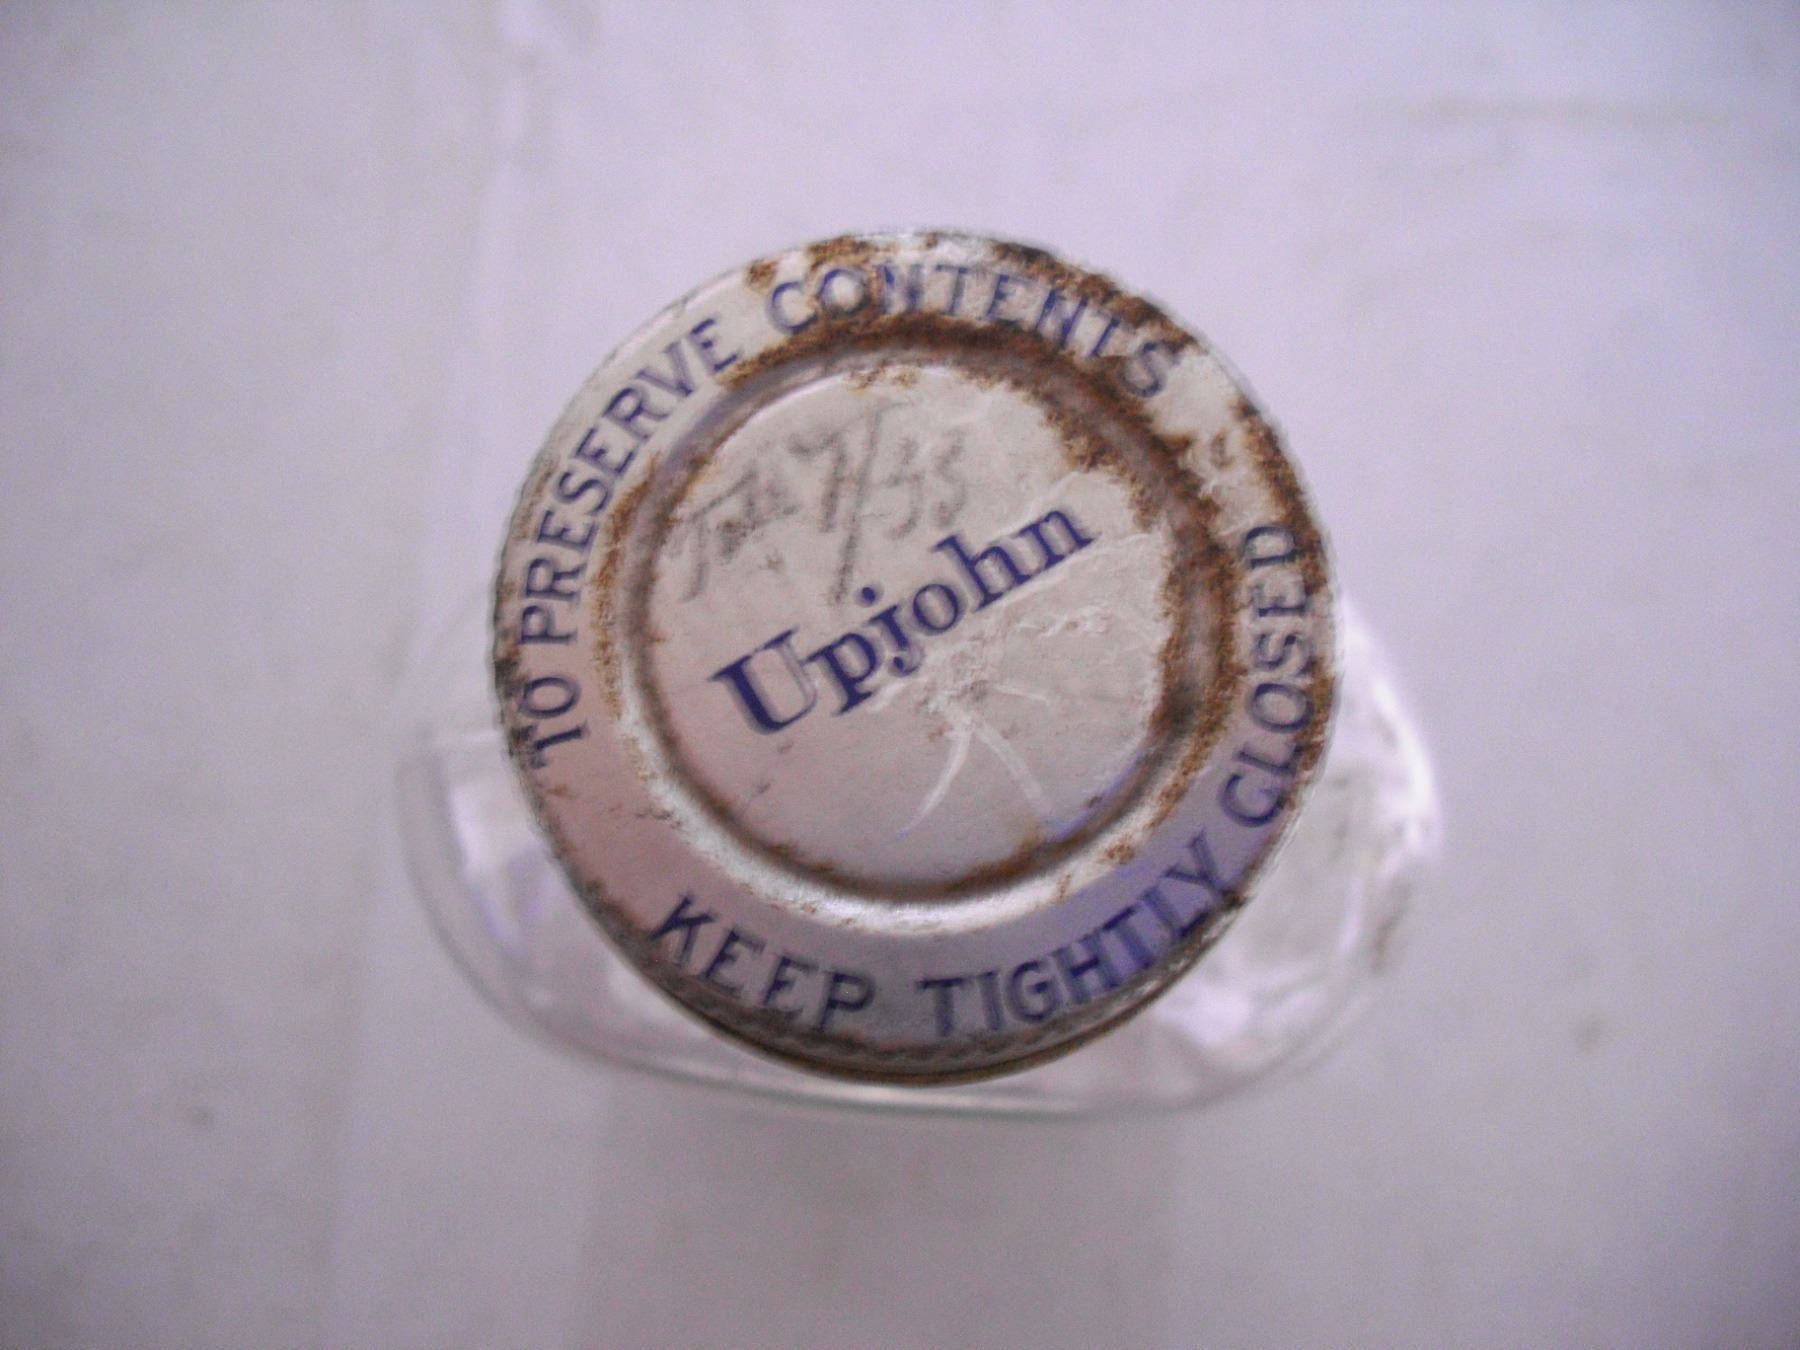 TO PRESERVE CONTENTS
Upjohn
KEEP TIGHTLY CLOSED